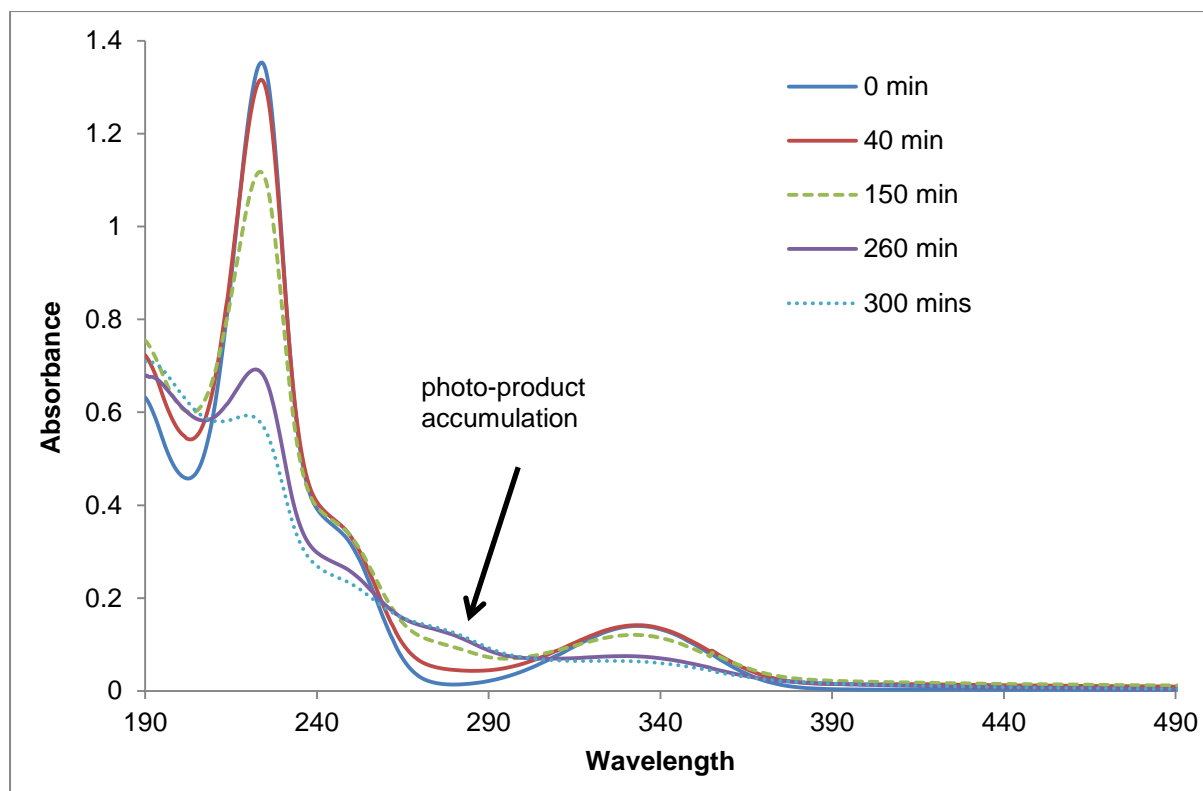 1.4
1.2
1
0.8
0.6
0.4
0.2
0
Absorbance
190
240
290
340
390
440
490
Wavelength
0 min
40 min
150 min
260 min
300 mins
photo-product
accumulation